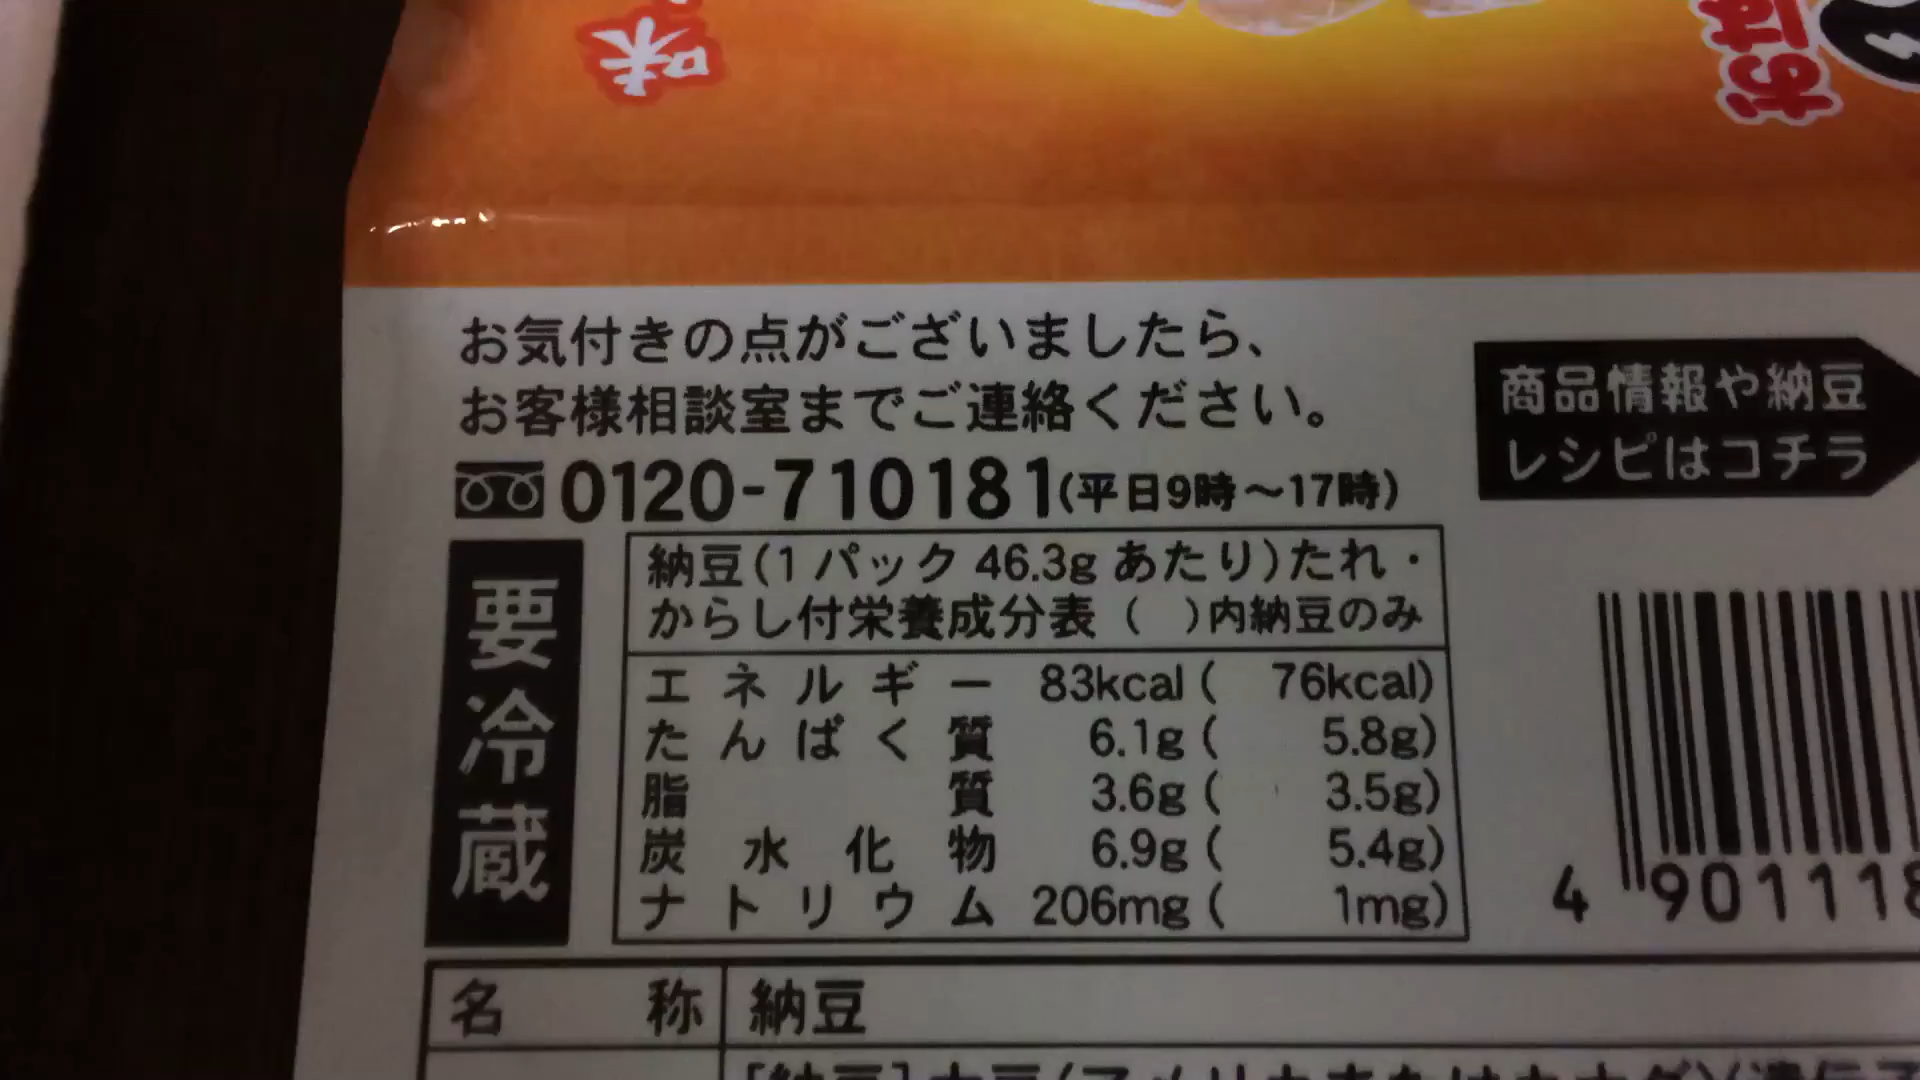 味
おは
お気付きの点がございましたら、
お客様相談室までご連絡ください。
0120-710181(平日9時〜17時)
商品情報や納豆
レシピはコチラ
要冷蔵
納豆(1パック 46.3g あたり)たれ・
からし付栄養成分表 ( )内納豆のみ
エネルギー 83kcal ( 76kcal)
たんぱく質 6.1g ( 5.8g)
脂質 3.6g ( 3.5g)
炭水化物 6.9g ( 5.4g)
ナトリウム 206mg ( 1mg)
4 901118
名称 納豆